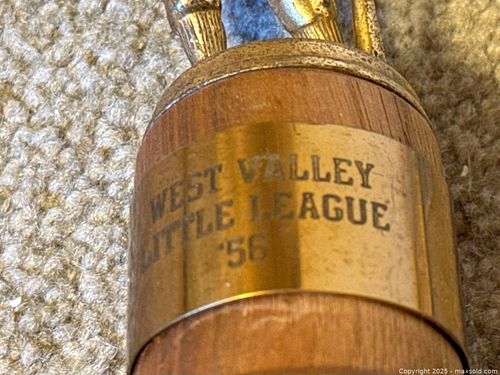 WEST VALLEY
LITTLE LEAGUE
'56
Copyright 2025 - maxsold.com